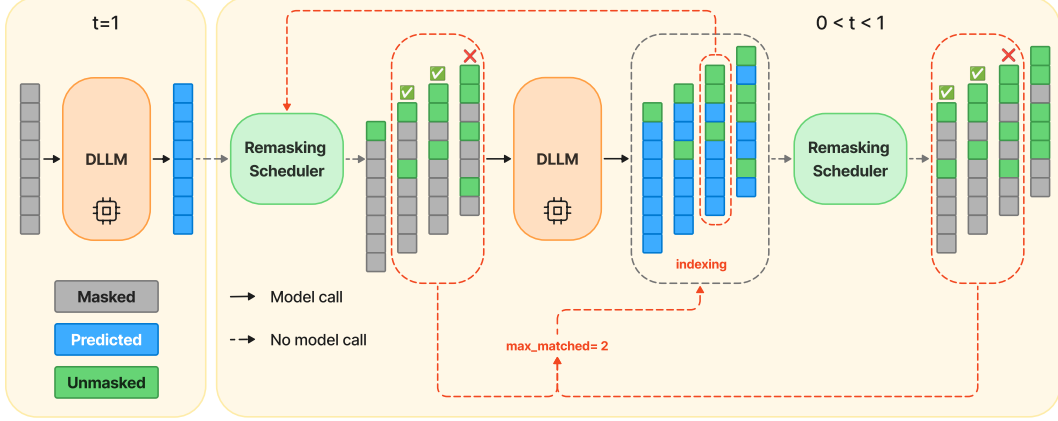 t=1
0 < t < 1
DLLM
Remasking
Scheduler
DLLM
Remasking
Scheduler
indexing
Masked
Predicted
Unmasked
Model call
No model call
max_matched= 2